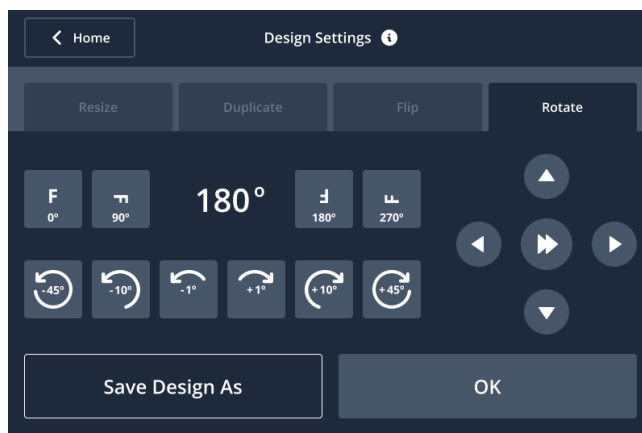 Home
Design Settings
Resize Duplicate Flip Rotate
F F 180° F F
0° 90° 180° 270°
-45° -10° -1° +1° +10° +45°
Save Design As OK